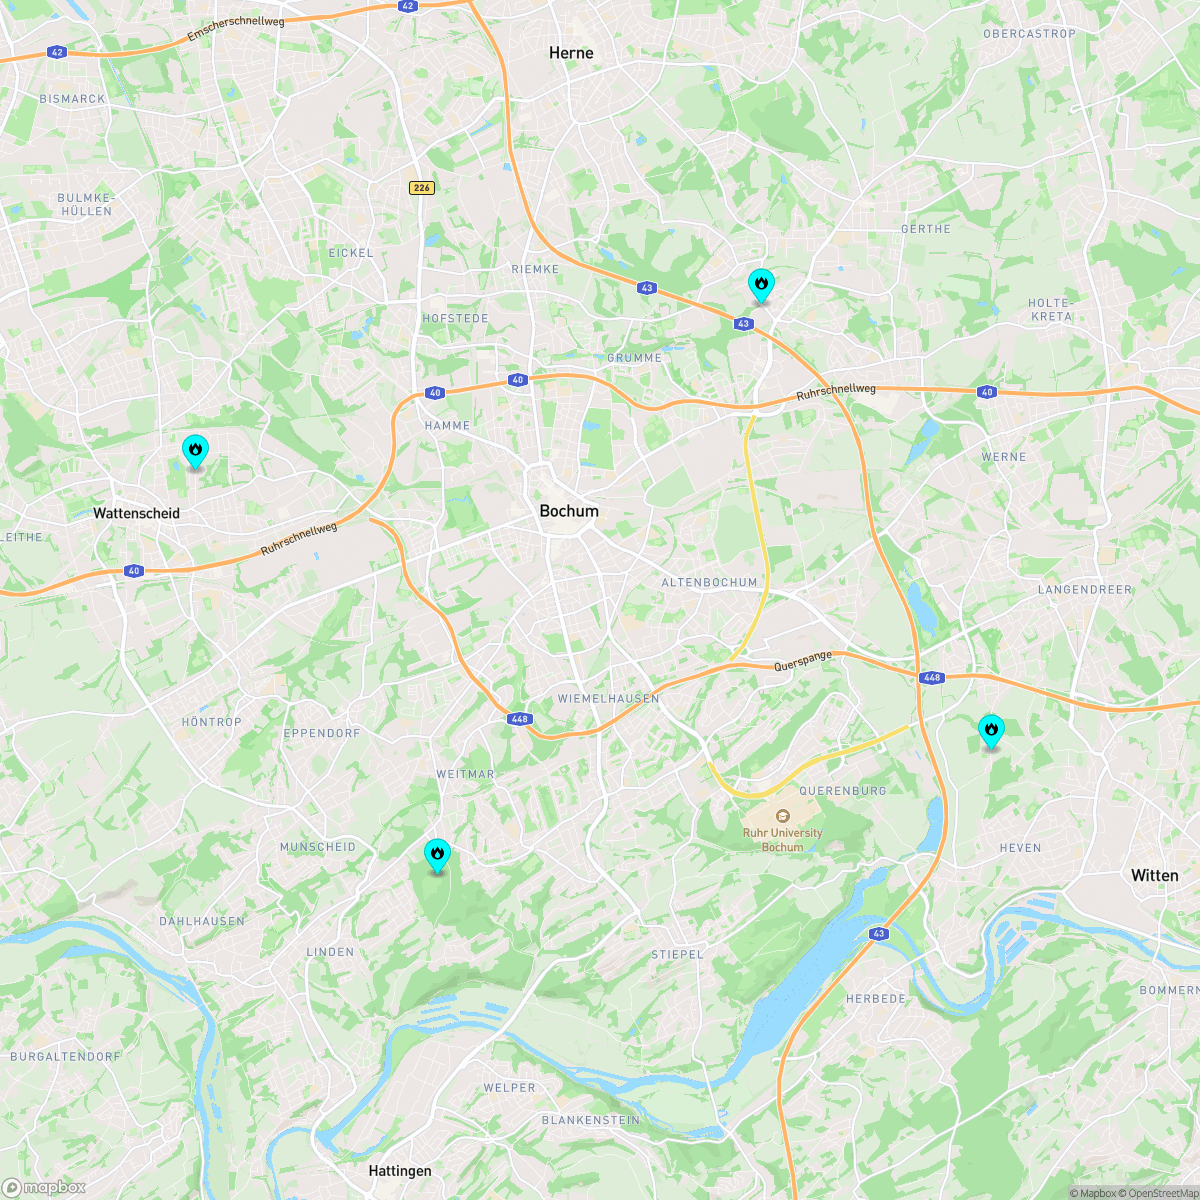 Emscherschnellweg
42
42
Herne
OBERCASTROP
BISMARCK
226
BULMKE-
HÜLLEN
EICKEL
GERTHE
RIEMKE
43
HOLTE-
KRETA
HOFSTEDE
43
GRUMME
40
40
Ruhrschnellweg
40
HAMME
WERNE
Wattenscheid
Bochum
LEITHE
Ruhrschnellweg
40
ALTENBOCHUM
LANGENDREER
Querspange
448
WIEMELHAUSEN
HÖNTROP
448
EPPENDORF
WEITMAR
QUERENBURG
Ruhr University
Bochum
MUNSCHEID
HEVEN
Witten
DAHLHAUSEN
43
LINDEN
STIEPEL
HERBEDE
BOMMERN
BURGALTENDORF
WELPER
BLANKENSTEIN
Hattingen
mapbox
© Mapbox © OpenStreetMap